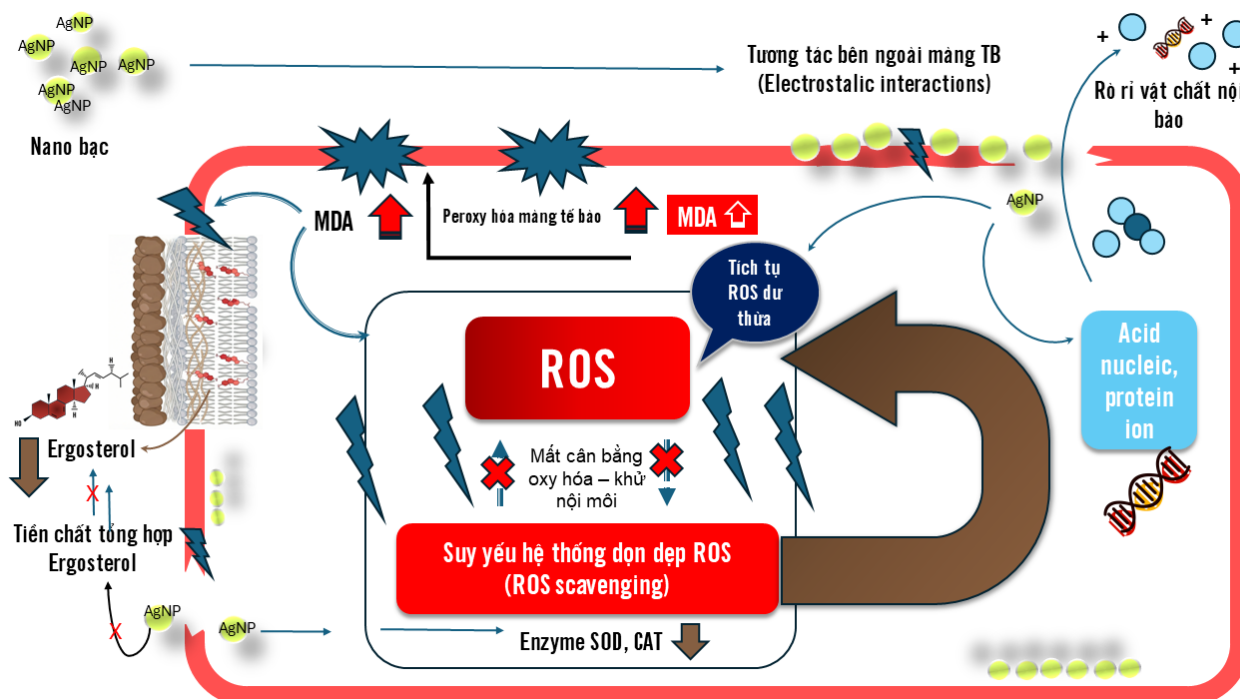 AgNP
AgNP
AgNP
AgNP
AgNP
AgNP
Nano bạc
Tương tác bên ngoài màng TB
(Electrostalic interactions)
+
+
+
Rò rỉ vật chất nội
bào
MDA
Peroxy hóa màng tế bào
MDA
AgNP
Tích tụ
ROS dư
thừa
ROS
Acid
nucleic,
protein
ion
H
H
H
H
HO
Ergosterol
Mất cân bằng
oxy hóa – khử
nội môi
Tiền chất tổng hợp
Ergosterol
Suy yếu hệ thống dọn dẹp ROS
(ROS scavenging)
AgNP
AgNP
Enzyme SOD, CAT